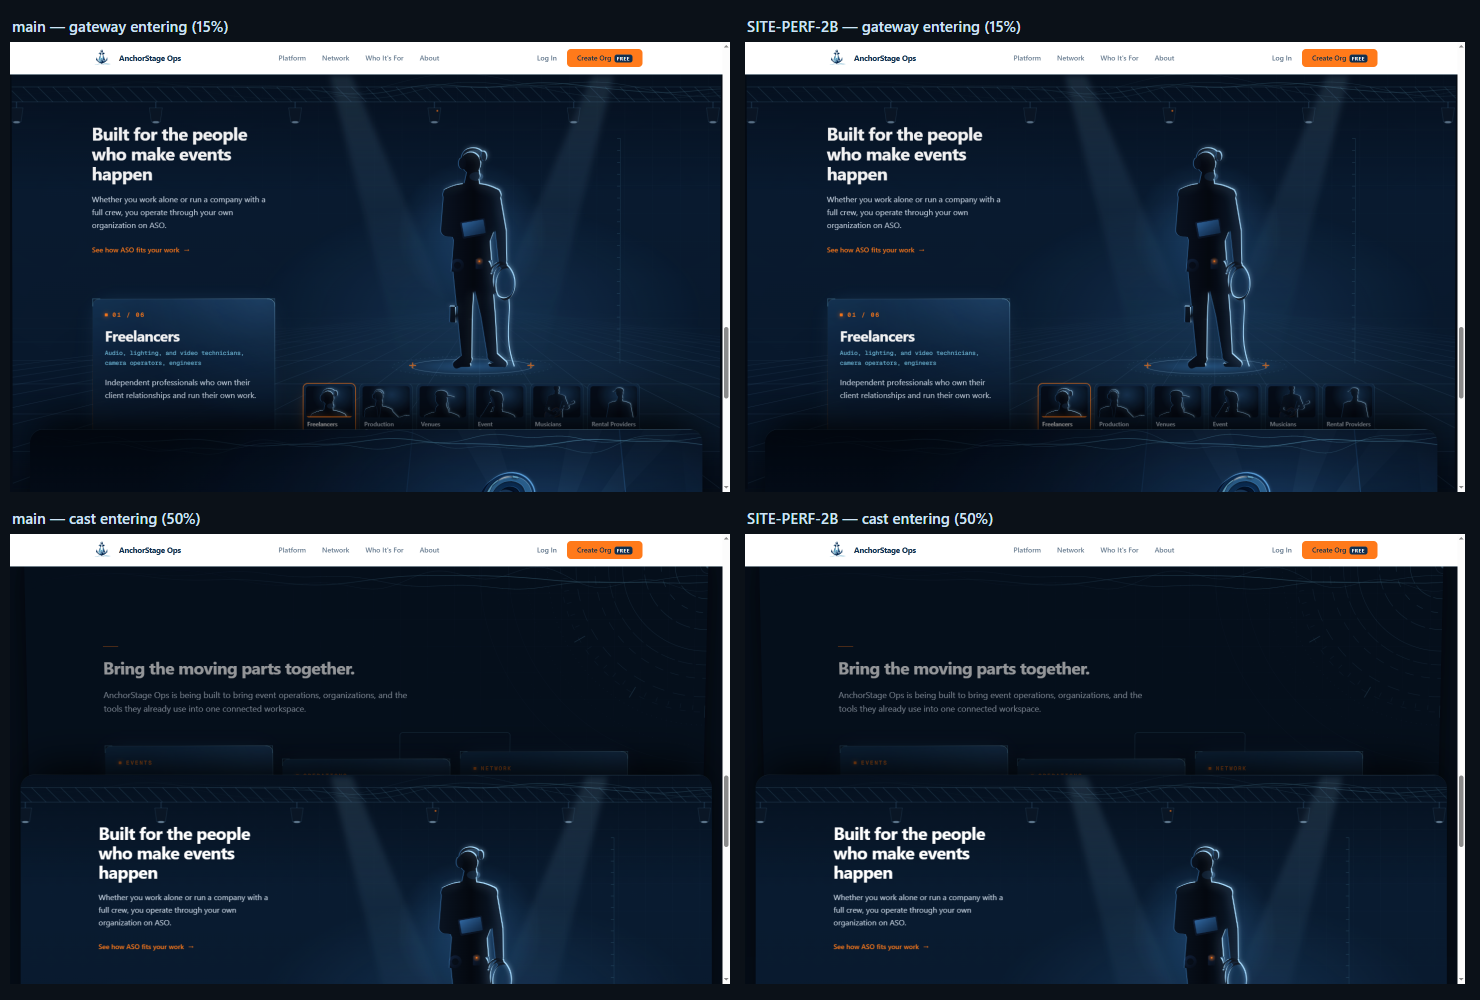 main — gateway entering (15%)
AnchorStage Ops
Platform Network Who It's For About
Log In
Create Org FREE
Built for the people
who make events
happen
Whether you work alone or run a company with a
full crew, you operate through your own
organization on ASO.
See how ASO fits your work →
01 / 06
Freelancers
Audio, lighting, and video technicians,
camera operators, engineers
Independent professionals who own their
client relationships and run their own work.
Freelancers Production Venues Event Musicians Rental Providers
SITE-PERF-2B — gateway entering (15%)
AnchorStage Ops
Platform Network Who It's For About
Log In
Create Org FREE
Built for the people
who make events
happen
Whether you work alone or run a company with a
full crew, you operate through your own
organization on ASO.
See how ASO fits your work →
01 / 06
Freelancers
Audio, lighting, and video technicians,
camera operators, engineers
Independent professionals who own their
client relationships and run their own work.
Freelancers Production Venues Event Musicians Rental Providers
main — cast entering (50%)
AnchorStage Ops
Platform Network Who It's For About
Log In
Create Org FREE
Bring the moving parts together.
AnchorStage Ops is being built to bring event operations, organizations, and the
tools they already use into one connected workspace.
EVENTS
NETWORK
Built for the people
who make events
happen
Whether you work alone or run a company with a
full crew, you operate through your own
organization on ASO.
See how ASO fits your work →
SITE-PERF-2B — cast entering (50%)
AnchorStage Ops
Platform Network Who It's For About
Log In
Create Org FREE
Bring the moving parts together.
AnchorStage Ops is being built to bring event operations, organizations, and the
tools they already use into one connected workspace.
EVENTS
NETWORK
Built for the people
who make events
happen
Whether you work alone or run a company with a
full crew, you operate through your own
organization on ASO.
See how ASO fits your work →